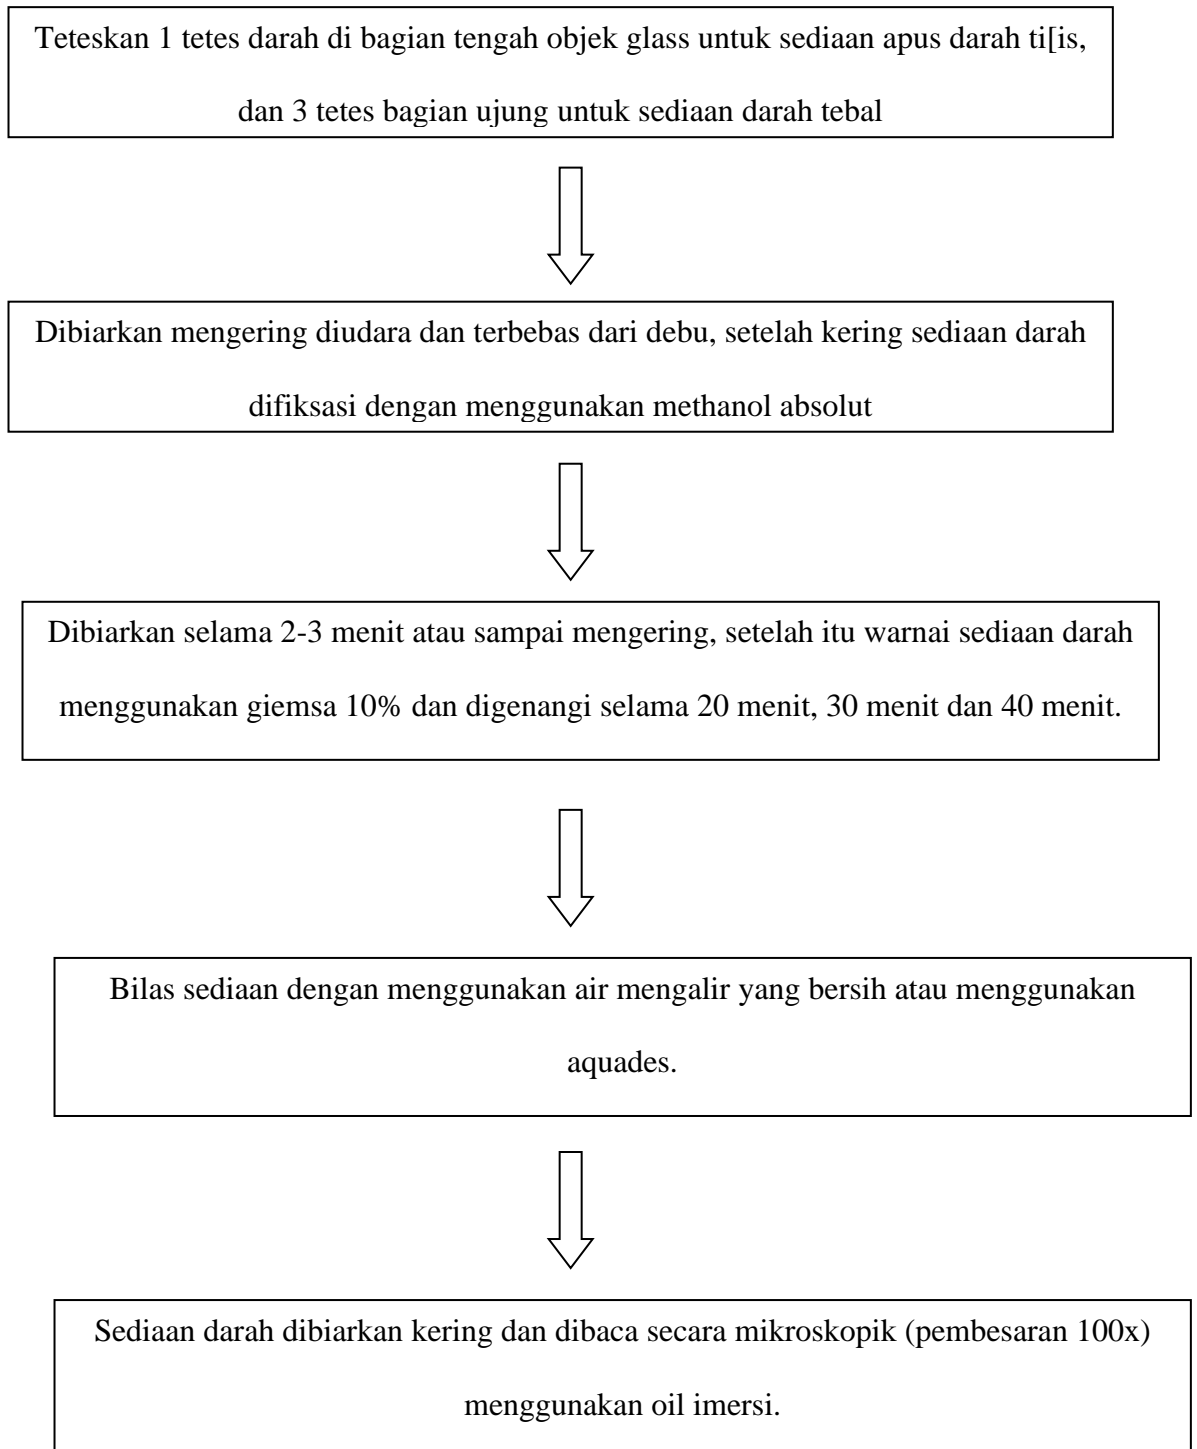 Teteskan 1 tetes darah di bagian tengah objek glass untuk sediaan apus darah ti[is,
dan 3 tetes bagian ujung untuk sediaan darah tebal
Dibiarkan mengering diudara dan terbebas dari debu, setelah kering sediaan darah
difiksasi dengan menggunakan methanol absolut
Dibiarkan selama 2-3 menit atau sampai mengering, setelah itu warnai sediaan darah
menggunakan giemsa 10% dan digenangi selama 20 menit, 30 menit dan 40 menit.
Bilas sediaan dengan menggunakan air mengalir yang bersih atau menggunakan
aquades.
Sediaan darah dibiarkan kering dan dibaca secara mikroskopik (pembesaran 100x)
menggunakan oil imersi.